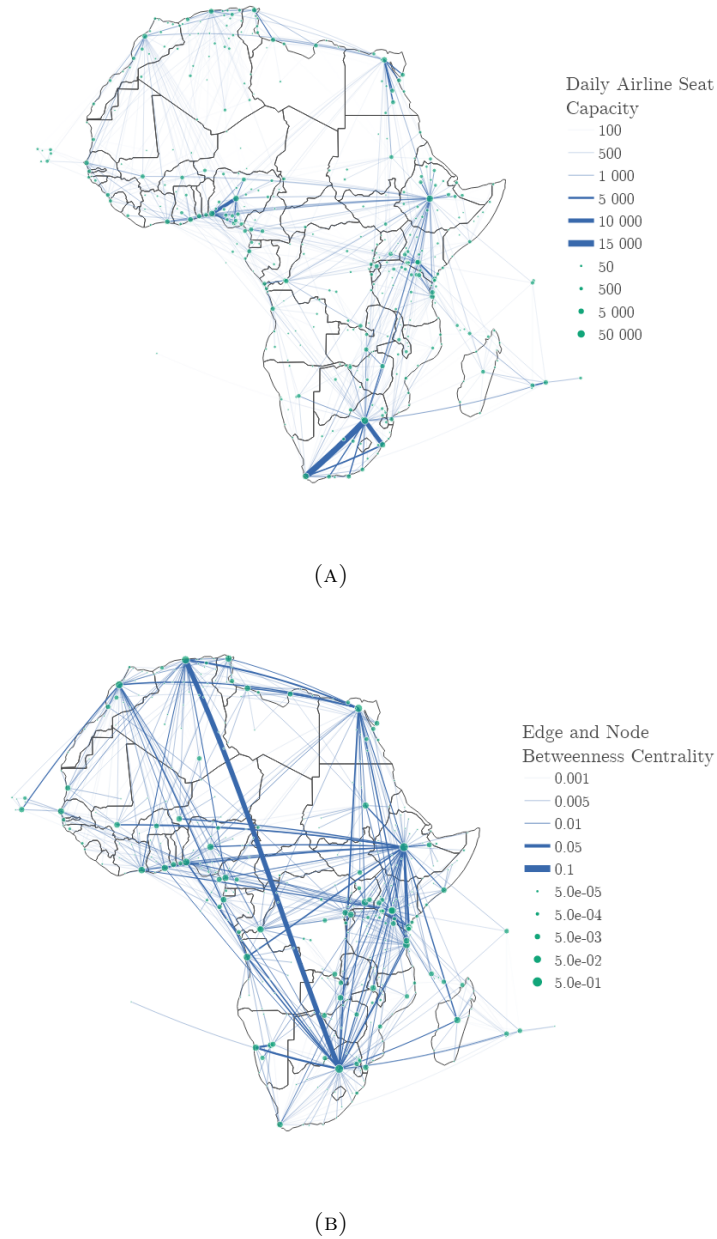 Daily Airline Seat
Capacity
100
500
1 000
5 000
10 000
15 000
50
500
5 000
50 000
(A)
Edge and Node
Betweenness Centrality
0.001
0.005
0.01
0.05
0.1
5.0e-05
5.0e-04
5.0e-03
5.0e-02
5.0e-01
(B)